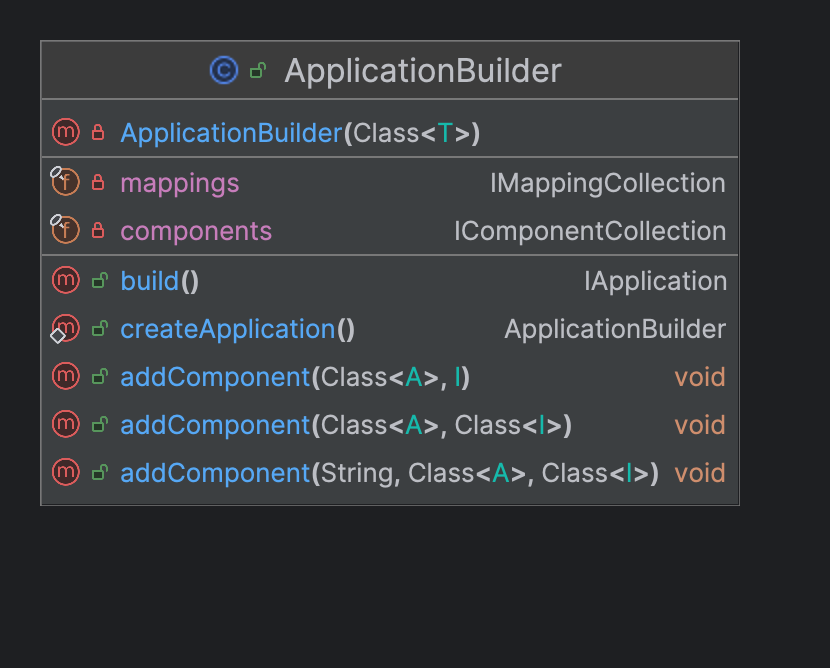 ApplicationBuilder
ApplicationBuilder(Class<T>)
mappings IMappingCollection
components IComponentCollection
build() IApplication
createApplication() ApplicationBuilder
addComponent(Class<A>, I) void
addComponent(Class<A>, Class<I>) void
addComponent(String, Class<A>, Class<I>) void